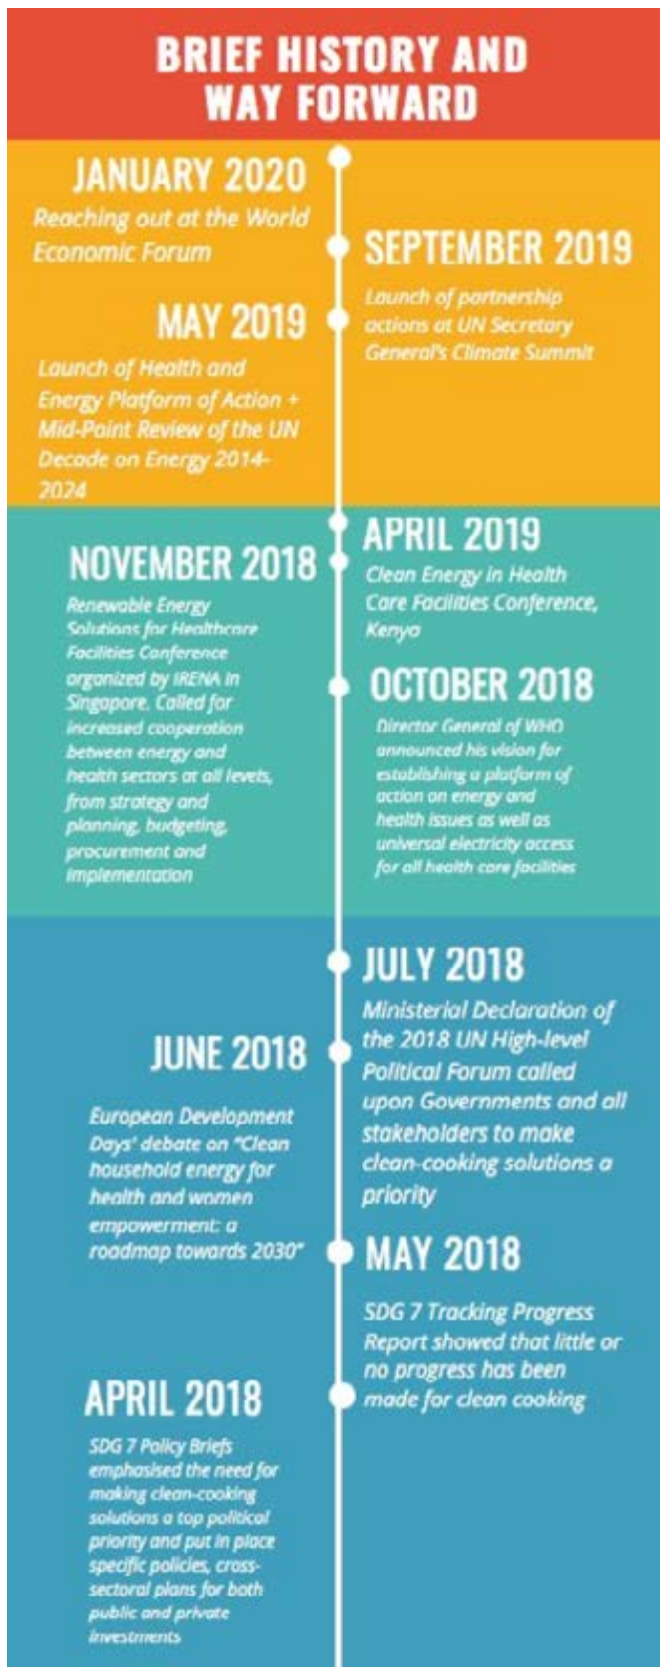 BRIEF HISTORY AND
WAY FORWARD
JANUARY 2020
Reaching out at the World
Economic Forum
SEPTEMBER 2019
Launch of partnership
actions at UN Secretary
General's Climate Summit
MAY 2019
Launch of Health and
Energy Platform of Action +
Mid-Point Review of the UN
Decade on Energy 2014-
2024
APRIL 2019
Clean Energy in Health
Care Facilities Conference,
Kenya
NOVEMBER 2018
Renewable Energy
Solutions for Healthcare
Facilities Conference
organized by IRENA in
Singapore. Called for
increased cooperation
between energy and
health sectors at all levels,
from strategy and
planning, budgeting,
procurement and
implementation
OCTOBER 2018
Director General of WHO
announced his vision for
establishing a platform of
action on energy and
health issues as well as
universal electricity access
for all health care facilities
JULY 2018
Ministerial Declaration of
the 2018 UN High-level
Political Forum called
upon Governments and all
stakeholders to make
clean-cooking solutions a
priority
JUNE 2018
European Development
Days' debate on "Clean
household energy for
health and women
empowerment: a
roadmap towards 2030"
MAY 2018
SDG 7 Tracking Progress
Report showed that little or
no progress has been
made for clean cooking
APRIL 2018
SDG 7 Policy Briefs
emphasised the need for
making clean-cooking
solutions a top political
priority and put in place
specific policies, cross-
sectoral plans for both
public and private
investments